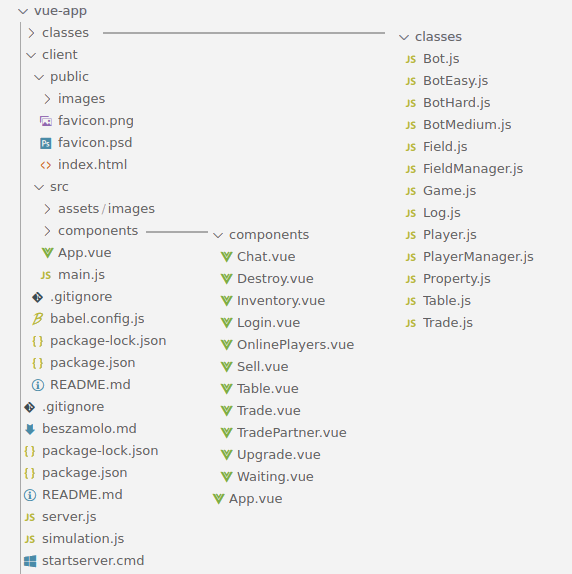 vue-app
classes
client
public
images
favicon.png
Ps favicon.psd
<> index.html
src
assets/images
components
App.vue
JS main.js
.gitignore
babel.config.js
{} package-lock.json
{} package.json
README.md
.gitignore
beszamolo.md
{} package-lock.json
{} package.json
README.md
JS server.js
JS simulation.js
startserver.cmd
components
Chat.vue
Destroy.vue
Inventory.vue
Login.vue
OnlinePlayers.vue
Sell.vue
Table.vue
Trade.vue
TradePartner.vue
Upgrade.vue
Waiting.vue
App.vue
classes
JS Bot.js
JS BotEasy.js
JS BotHard.js
JS BotMedium.js
JS Field.js
JS FieldManager.js
JS Game.js
JS Log.js
JS Player.js
JS PlayerManager.js
JS Property.js
JS Table.js
JS Trade.js